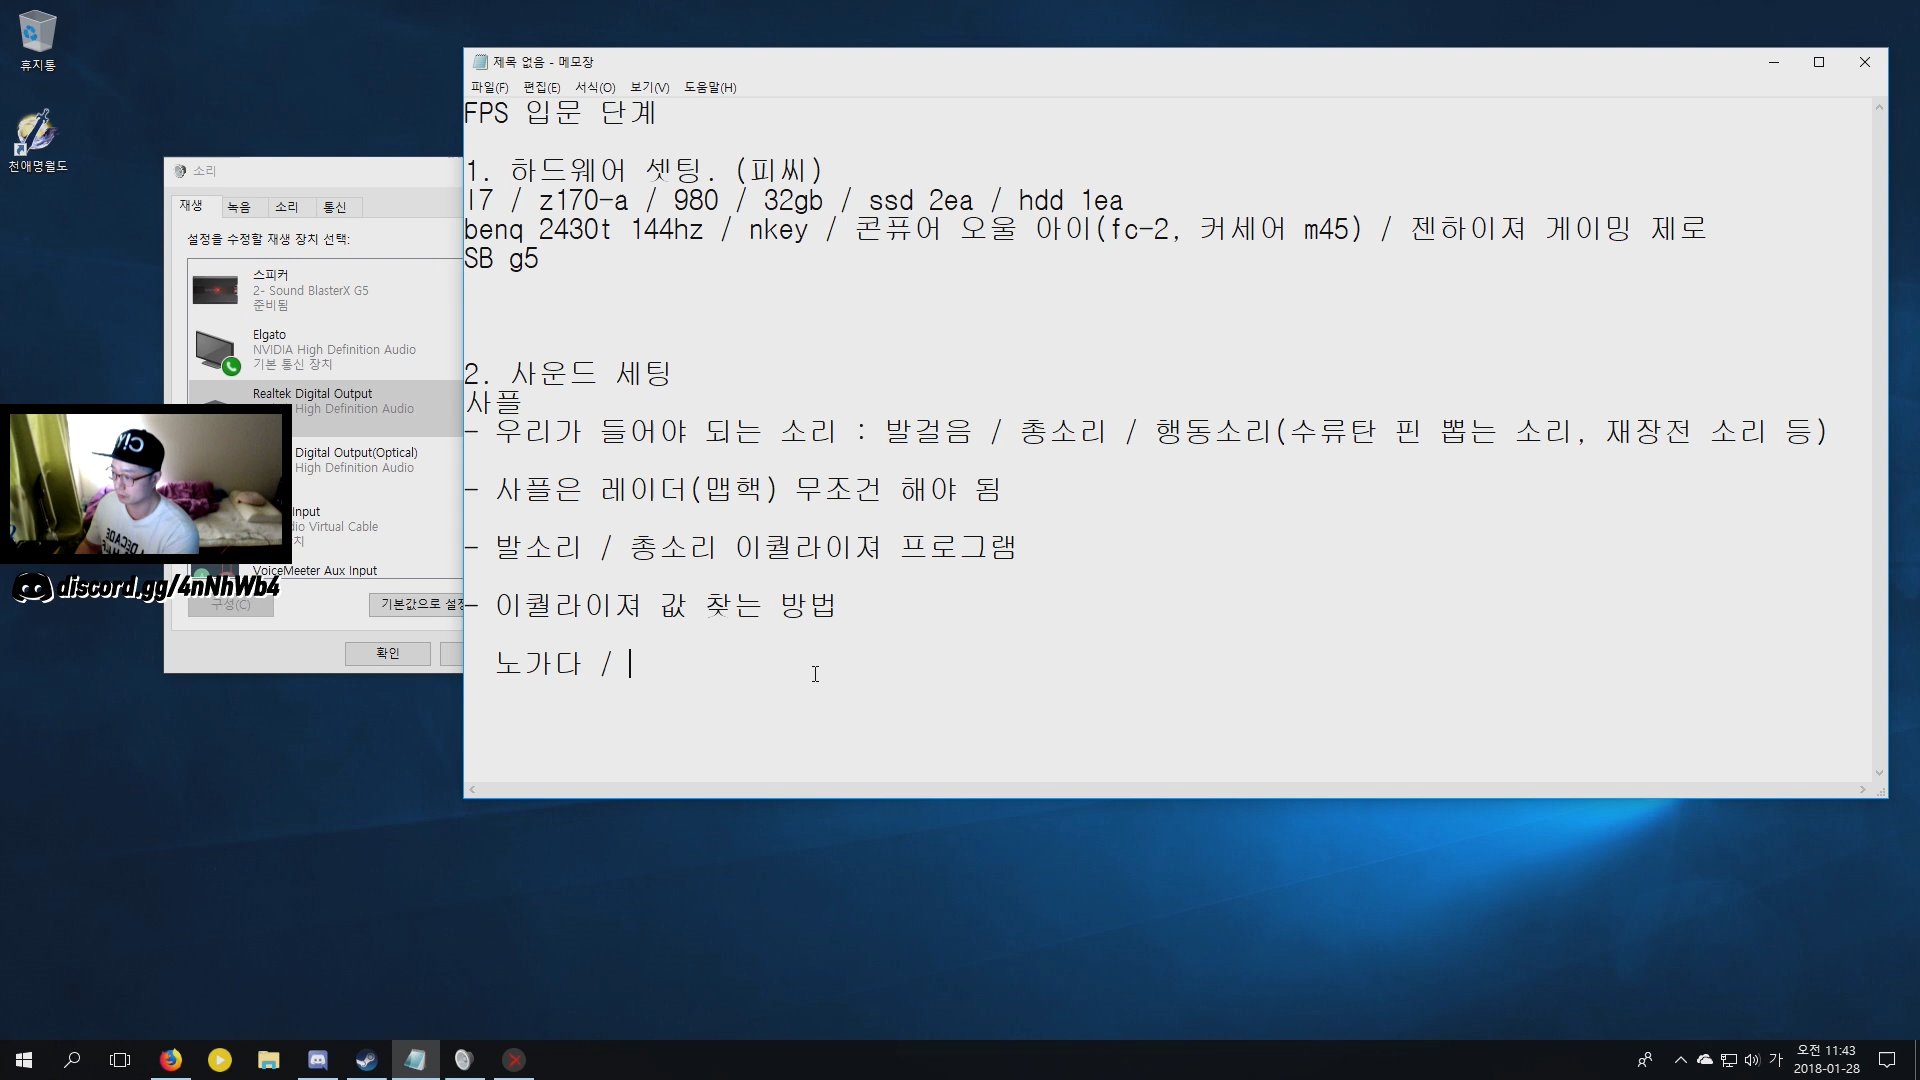 휴지통
천애명월도
소리
재생
녹음
소리
통신
설정을 수정할 재생 장치 선택:
스피커
2- Sound BlasterX G5
준비됨
Elgato
NVIDIA High Definition Audio
기본 통신 장치
Realtek Digital Output
High Definition Audio
Digital Output(Optical)
High Definition Audio
Input
dio Virtual Cable
치
VoiceMeeter Aux Input
구성(C)
기본값으로 설정
확인
discord.gg/4nNhWb4
제목 없음 - 메모장
파일(F) 편집(E) 서식(O) 보기(V) 도움말(H)
FPS 입문 단계
1. 하드웨어 셋팅. (피씨)
I7 / z170-a / 980 / 32gb / ssd 2ea / hdd 1ea
benq 2430t 144hz / nkey / 콘퓨어 오울 아이(fc-2, 커세어 m45) / 젠하이져 게이밍 제로
SB g5
2. 사운드 세팅
사플
- 우리가 들어야 되는 소리 : 발걸음 / 총소리 / 행동소리(수류탄 핀 뽑는 소리, 재장전 소리 등)
- 사플은 레이더(맵핵) 무조건 해야 됨
- 발소리 / 총소리 이퀄라이져 프로그램
- 이퀄라이져 값 찾는 방법
노가다 /
가
오전 11:43
2018-01-28